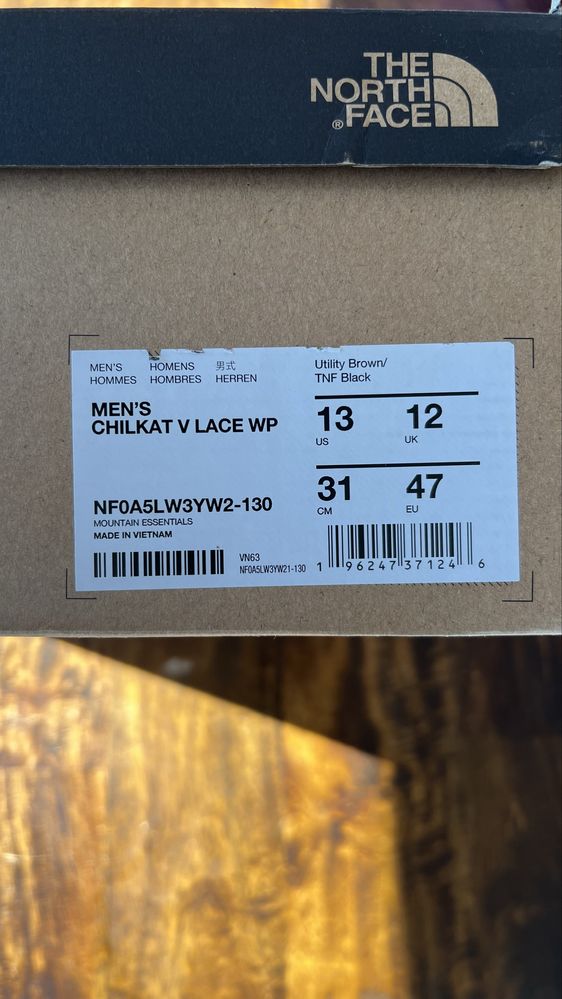 THE
NORTH
FACE
®
MEN'S HOMENS 男式
HOMMES HOMBRES HERREN
Utility Brown/
TNF Black
MEN'S
CHILKAT V LACE WP
13 12
US UK
31 47
CM EU
NF0A5LW3YW2-130
MOUNTAIN ESSENTIALS
MADE IN VIETNAM
VN63
NF0A5LW3YW21-130
1 96247 37124 6